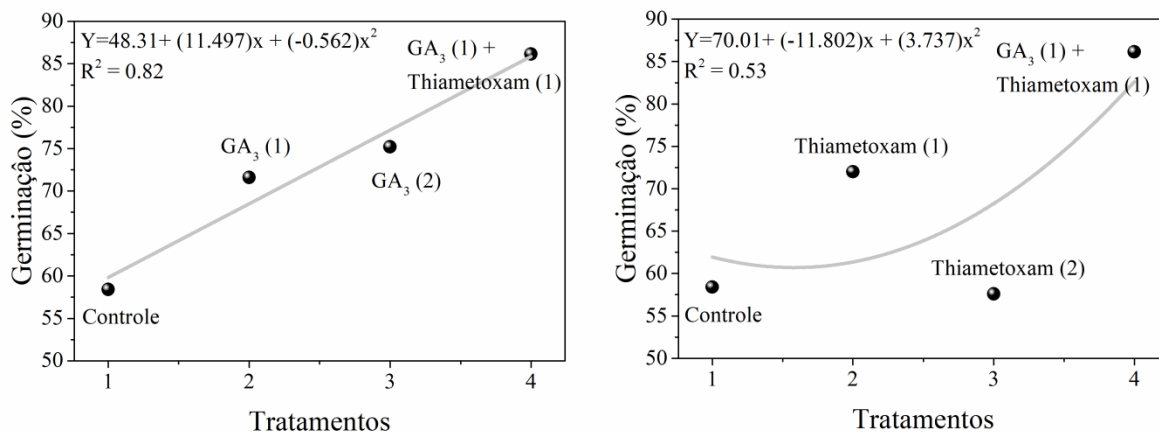 Y=48.31+ (11.497)x + (-0.562)x²
R² = 0.82
GA₃ (1) +
Thiametoxam (1)
GA₃ (1)
GA₃ (2)
Controle
Germinação (%)
90
85
80
75
70
65
60
55
50
1 2 3 4
Tratamentos
Y=70.01+ (-11.802)x + (3.737)x²
R² = 0.53
GA₃ (1) +
Thiametoxam (1)
Thiametoxam (1)
Thiametoxam (2)
Controle
Germinação (%)
90
85
80
75
70
65
60
55
50
1 2 3 4
Tratamentos